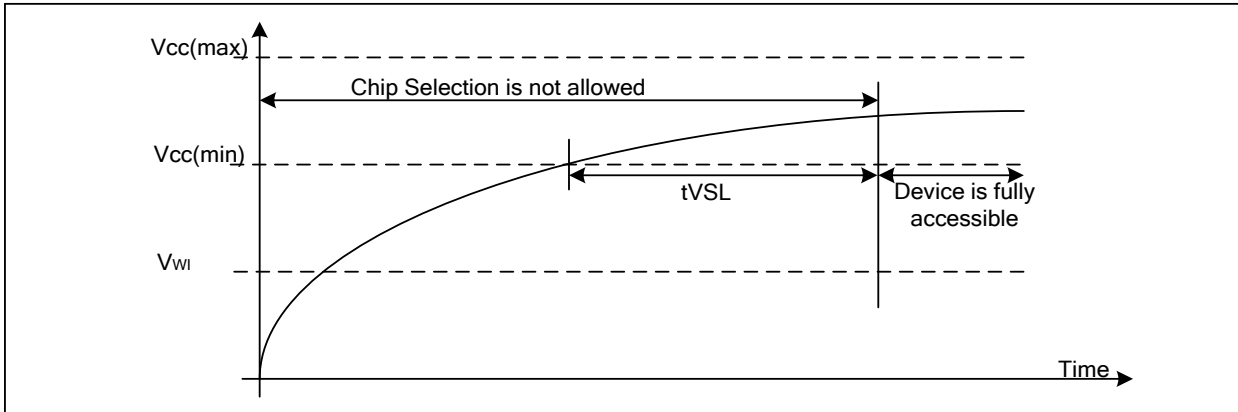 Vcc(max)
Chip Selection is not allowed
Vcc(min)
tVSL
Device is fully
accessible
VWI
Time